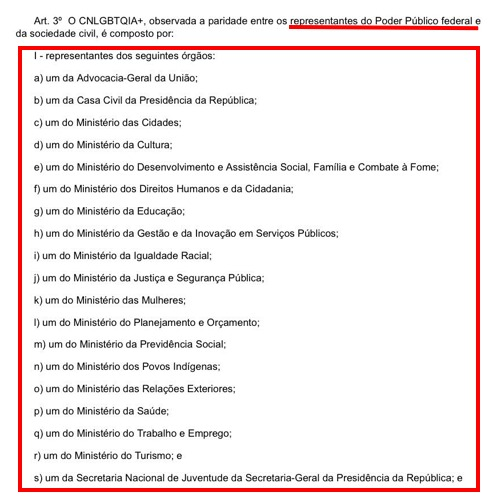 Art. 3º O CNLGBTQIA+, observada a paridade entre os representantes do Poder Público federal e
da sociedade civil, é composto por:
I - representantes dos seguintes órgãos:
a) um da Advocacia-Geral da União;
b) um da Casa Civil da Presidência da República;
c) um do Ministério das Cidades;
d) um do Ministério da Cultura;
e) um do Ministério do Desenvolvimento e Assistência Social, Família e Combate à Fome;
f) um do Ministério dos Direitos Humanos e da Cidadania;
g) um do Ministério da Educação;
h) um do Ministério da Gestão e da Inovação em Serviços Públicos;
i) um do Ministério da Igualdade Racial;
j) um do Ministério da Justiça e Segurança Pública;
k) um do Ministério das Mulheres;
l) um do Ministério do Planejamento e Orçamento;
m) um do Ministério da Previdência Social;
n) um do Ministério dos Povos Indígenas;
o) um do Ministério das Relações Exteriores;
p) um do Ministério da Saúde;
q) um do Ministério do Trabalho e Emprego;
r) um do Ministério do Turismo; e
s) um da Secretaria Nacional de Juventude da Secretaria-Geral da Presidência da República; e